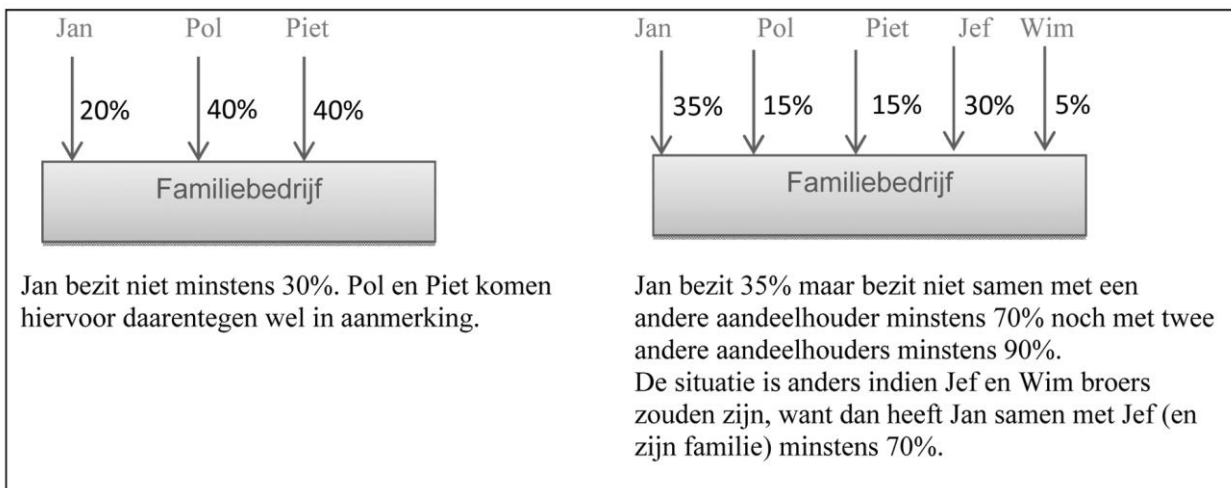 Jan Pol Piet
20% 40% 40%
Familiebedrijf
Jan bezit niet minstens 30%. Pol en Piet komen
hiervoor daarentegen wel in aanmerking.
Jan Pol Piet Jef Wim
35% 15% 15% 30% 5%
Familiebedrijf
Jan bezit 35% maar bezit niet samen met een
andere aandeelhouder minstens 70% noch met twee
andere aandeelhouders minstens 90%.
De situatie is anders indien Jef en Wim broers
zouden zijn, want dan heeft Jan samen met Jef (en
zijn familie) minstens 70%.